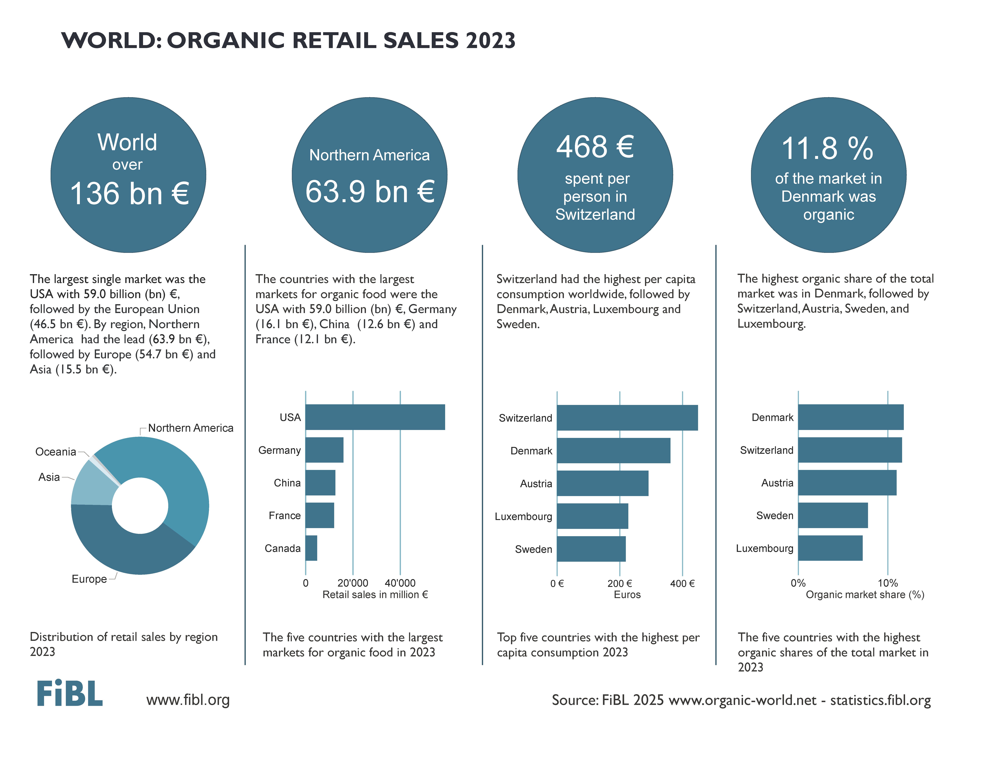 WORLD: ORGANIC RETAIL SALES 2023
World
over
136 bn €
Northern America
63.9 bn €
468 €
spent per
person in
Switzerland
11.8 %
of the market in
Denmark was
organic
The largest single market was the
USA with 59.0 billion (bn) €,
followed by the European Union
(46.5 bn €). By region, Northern
America had the lead (63.9 bn €),
followed by Europe (54.7 bn €) and
Asia (15.5 bn €).
Northern America
Oceania
Asia
Europe
Distribution of retail sales by region
2023
The countries with the largest
markets for organic food were the
USA with 59.0 billion (bn) €, Germany
(16.1 bn €), China (12.6 bn €) and
France (12.1 bn €).
USA
Germany
China
France
Canada
0 20'000 40'000
Retail sales in million €
The five countries with the largest
markets for organic food in 2023
Switzerland had the highest per capita
consumption worldwide, followed by
Denmark, Austria, Luxembourg and
Sweden.
Switzerland
Denmark
Austria
Luxembourg
Sweden
0 € 200 € 400 €
Euros
Top five countries with the highest per
capita consumption 2023
The highest organic share of the total
market was in Denmark, followed by
Switzerland, Austria, Sweden, and
Luxembourg.
Denmark
Switzerland
Austria
Sweden
Luxembourg
0% 10%
Organic market share (%)
The five countries with the highest
organic shares of the total market in
2023
FiBL
www.fibl.org
Source: FiBL 2025 www.organic-world.net - statistics.fibl.org